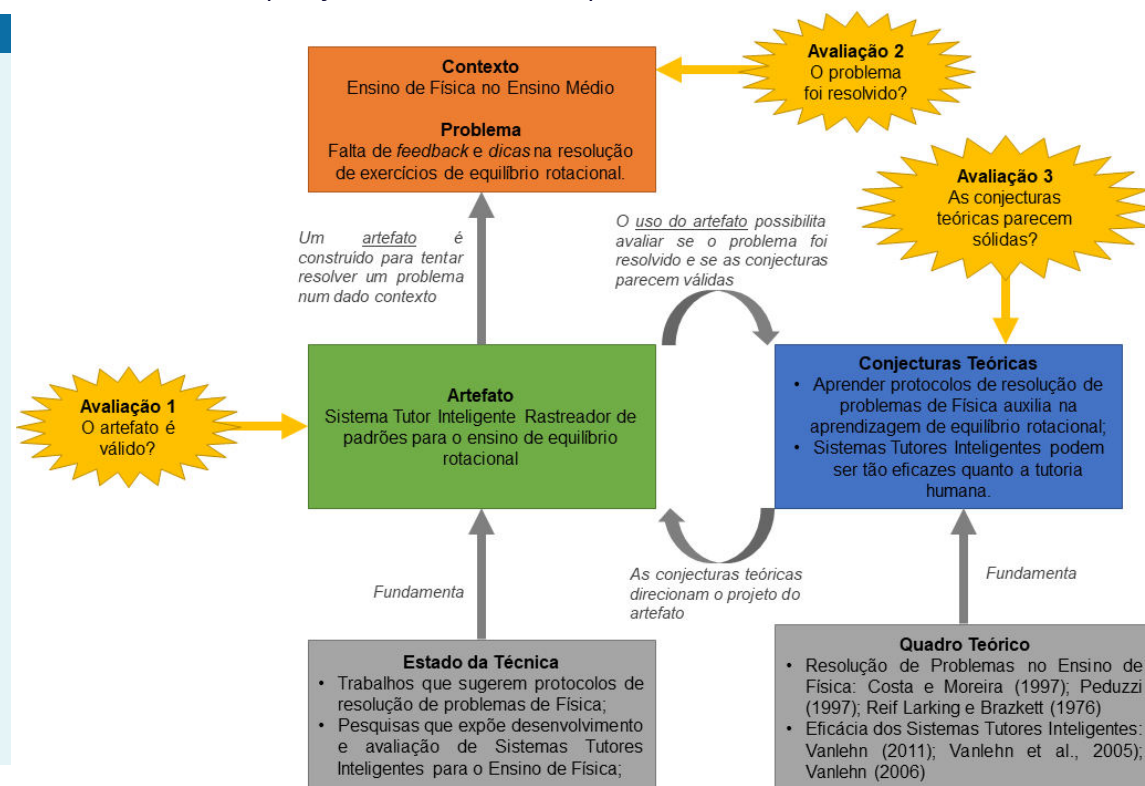 Contexto
Ensino de Física no Ensino Médio
Problema
Falta de feedback e dicas na resolução
de exercícios de equilíbrio rotacional.
Avaliação 2
O problema
foi resolvido?
Avaliação 3
As conjecturas
teóricas parecem
sólidas?
Um artefato é
construído para tentar
resolver um problema
num dado contexto
O uso do artefato possibilita
avaliar se o problema foi
resolvido e se as conjecturas
parecem válidas
Avaliação 1
O artefato é
válido?
Artefato
Sistema Tutor Inteligente Rastreador de
padrões para o ensino de equilíbrio
rotacional
Conjecturas Teóricas
• Aprender protocolos de resolução de
problemas de Física auxilia na
aprendizagem de equilíbrio rotacional;
• Sistemas Tutores Inteligentes podem
ser tão eficazes quanto a tutoria
humana.
Fundamenta
As conjecturas teóricas
direcionam o projeto do
artefato
Fundamenta
Estado da Técnica
• Trabalhos que sugerem protocolos de
resolução de problemas de Física;
• Pesquisas que expõe desenvolvimento
e avaliação de Sistemas Tutores
Inteligentes para o Ensino de Física;
Quadro Teórico
• Resolução de Problemas no Ensino de
Física: Costa e Moreira (1997); Peduzzi
(1997); Reif Larking e Brazkett (1976)
• Eficácia dos Sistemas Tutores Inteligentes:
Vanlehn (2011); Vanlehn et al., 2005);
Vanlehn (2006)